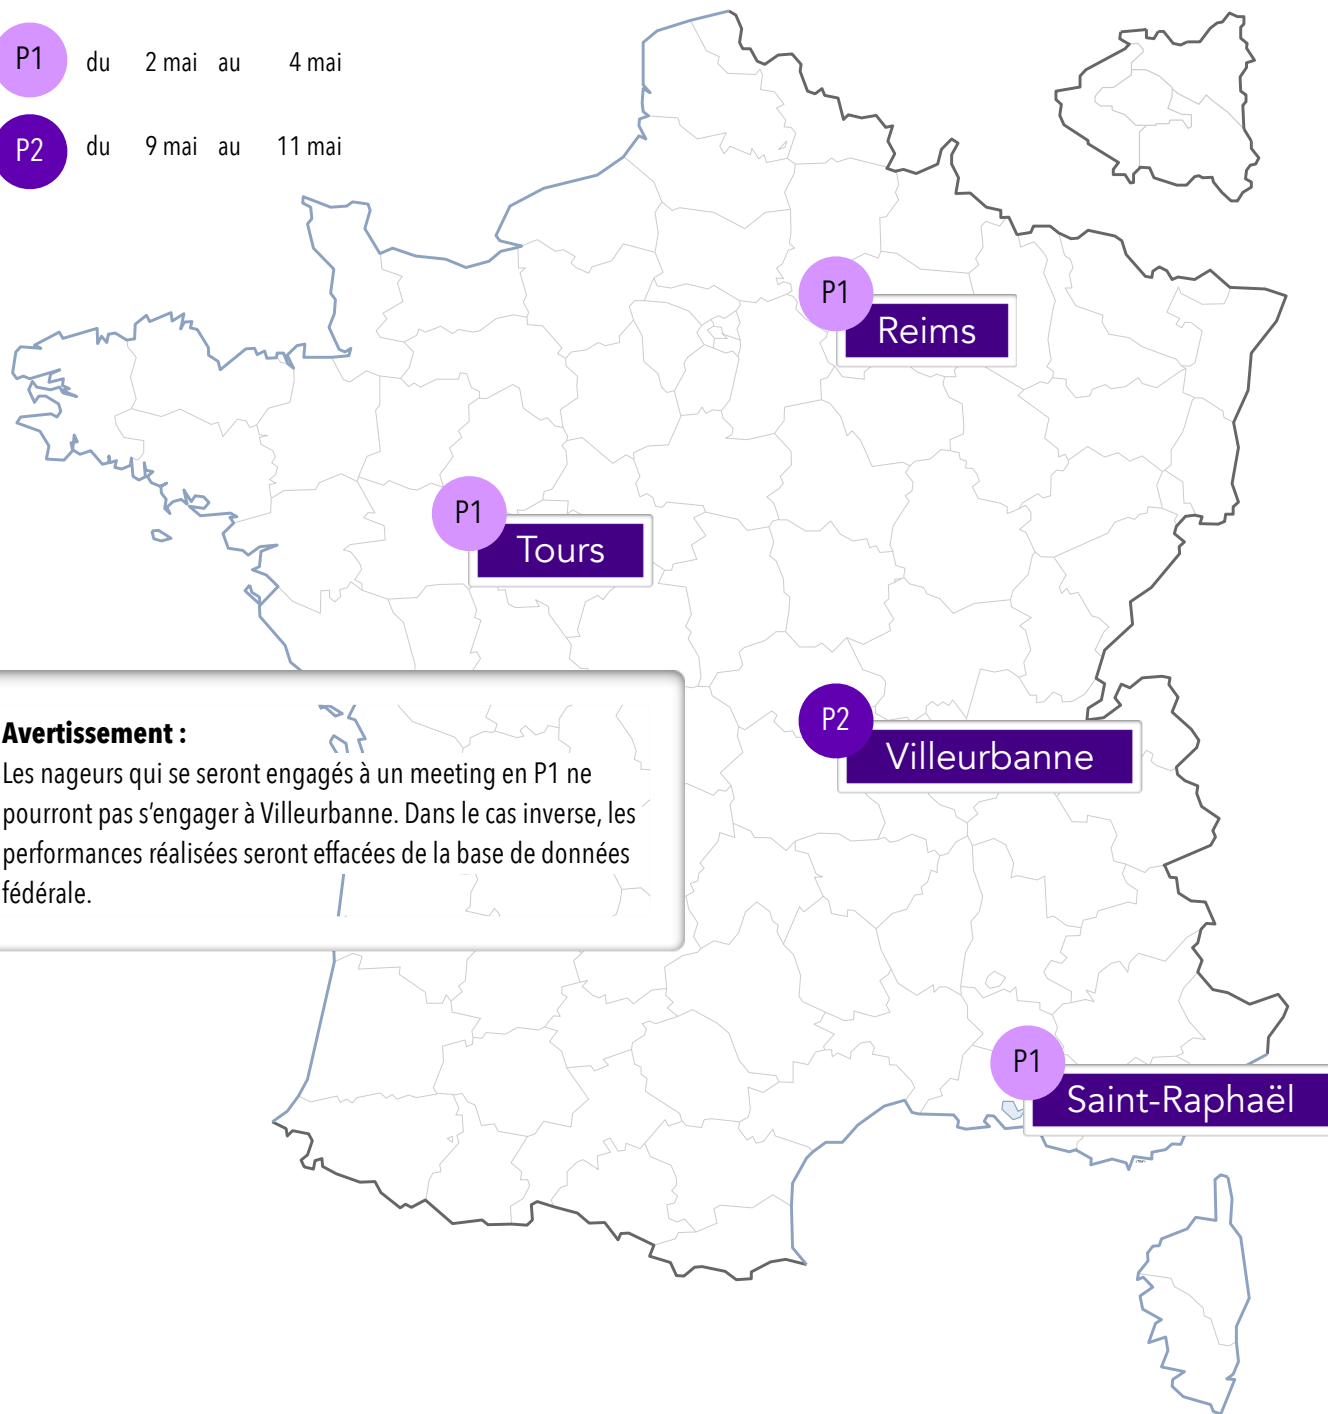 P1 du 2 mai au 4 mai
P2 du 9 mai au 11 mai
P1
Reims
P1
Tours
P2
Villeurbanne
Avertissement :
Les nageurs qui se seront engagés à un meeting en P1 ne
pourront pas s’engager à Villeurbanne. Dans le cas inverse, les
performances réalisées seront effacées de la base de données
fédérale.
P1
Saint-Raphaël